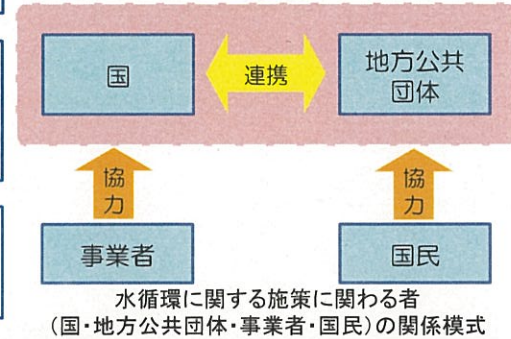 国
連携
地方公共
団体
協力
協力
事業者
国民
水循環に関する施策に関わる者
(国・地方公共団体・事業者・国民)の関係模式